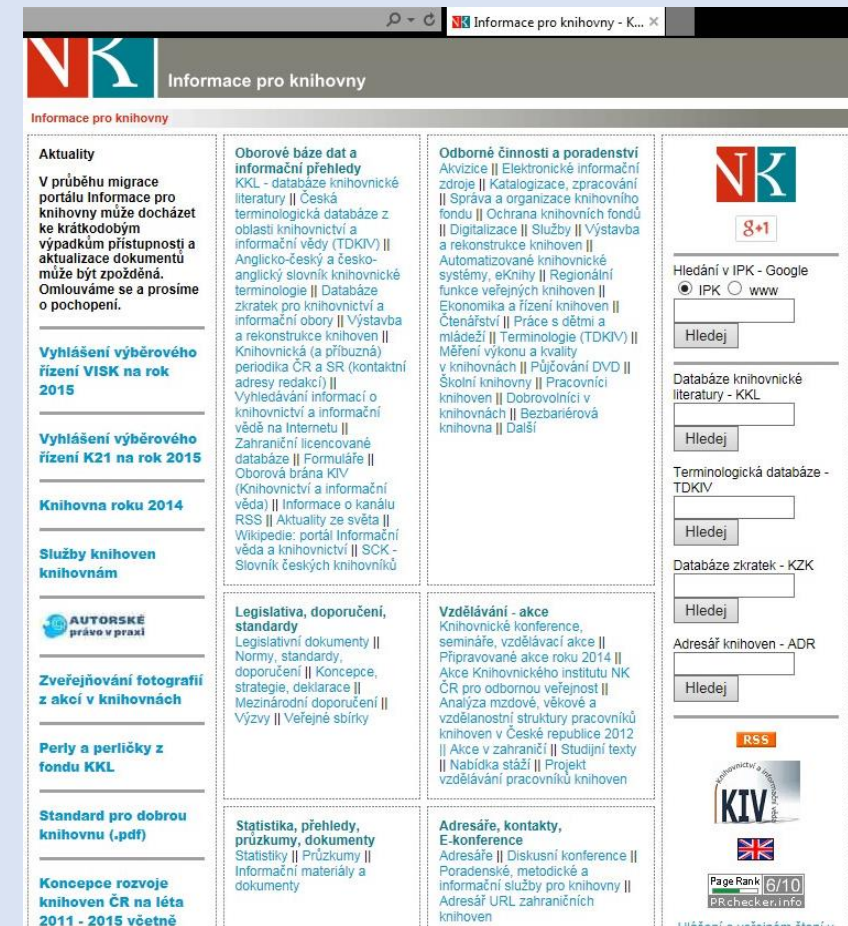 Informace pro knihovny - K...
NK
Informace pro knihovny
Informace pro knihovny
Aktuality
V průběhu migrace
portálu Informace pro
knihovny může docházet
ke krátkodobým
výpadkům přístupnosti a
aktualizace dokumentů
může být zpožděná.
Omlouváme se a prosíme
o pochopení.
Vyhlášení výběrového
řízení VISK na rok
2015
Vyhlášení výběrového
řízení K21 na rok 2015
Knihovna roku 2014
Služby knihoven
knihovnám
AUTORSKÉ
právo v praxi
Zveřejňování fotografií
z akcí v knihovnách
Perly a perličky z
fondu KKL
Standard pro dobrou
knihovnu (.pdf)
Koncepce rozvoje
knihoven ČR na léta
2011 - 2015 včetně
Oborové báze dat a
informační přehledy
KKL - databáze knihovnické
literatury || Česká
terminologická databáze z
oblasti knihovnictví a
informační vědy (TDKIV) ||
Anglicko-český a česko-
anglický slovník knihovnické
terminologie || Databáze
zkratek pro knihovnictví a
informační obory || Výstavba
a rekonstrukce knihoven ||
Knihovnická (a příbuzná)
periodika ČR a SR (kontaktní
adresy redakcí) ||
Vyhledávání informací o
knihovnictví a informační
vědě na Internetu ||
Zahraniční licencované
databáze || Formuláře ||
Oborová brána KIV
(Knihovnictví a informační
věda) || Informace o kanálu
RSS || Aktuality ze světa ||
Wikipedie: portál Informační
věda a knihovnictví || SCK -
Slovník českých knihovníků
Odborné činnosti a poradenství
Akvizice || Elektronické informační
zdroje || Katalogizace, zpracování
|| Správa a organizace knihovního
fondu || Ochrana knihovních fondů
|| Digitalizace || Služby || Výstavba
a rekonstrukce knihoven ||
Automatizované knihovnické
systémy, eKnihy || Regionální
funkce veřejných knihoven ||
Ekonomika a řízení knihoven ||
Čtenářství || Práce s dětmi a
mládeží || Terminologie (TDKIV) ||
Měření výkonu a kvality
v knihovnách || Půjčování DVD ||
Školní knihovny || Pracovníci
knihoven || Dobrovolníci v
knihovnách || Bezbariérová
knihovna || Další
Legislativa, doporučení,
standardy
Legislativní dokumenty ||
Normy, standardy,
doporučení || Koncepce,
strategie, deklarace ||
Mezinárodní doporučení ||
Výzvy || Veřejné sbírky
Vzdělávání - akce
Knihovnické konference,
semináře, vzdělávací akce ||
Připravované akce roku 2014 ||
Akce Knihovnického institutu NK
ČR pro odbornou veřejnost ||
Analýza mzdové, věkové a
vzdělanostní struktury pracovníků
knihoven v České republice 2012
|| Akce v zahraničí || Studijní texty
|| Nabídka stáží || Projekt
vzdělávání pracovníků knihoven
Statistika, přehledy,
průzkumy, dokumenty
Statistiky || Průzkumy ||
Informační materiály a
dokumenty
Adresáře, kontakty,
E-konference
Adresáře || Diskusní konference ||
Poradenské, metodické a
informační služby pro knihovny ||
Adresář URL zahraničních
knihoven
NK
g+1
Hledání v IPK - Google
IPK www
Hledej
Databáze knihovnické
literatury - KKL
Hledej
Terminologická databáze -
TDKIV
Hledej
Databáze zkratek - KZK
Hledej
Adresář knihoven - ADR
Hledej
RSS
Knihovnictví a informační věda
KIV
PageRank 6/10
PRchecker.info